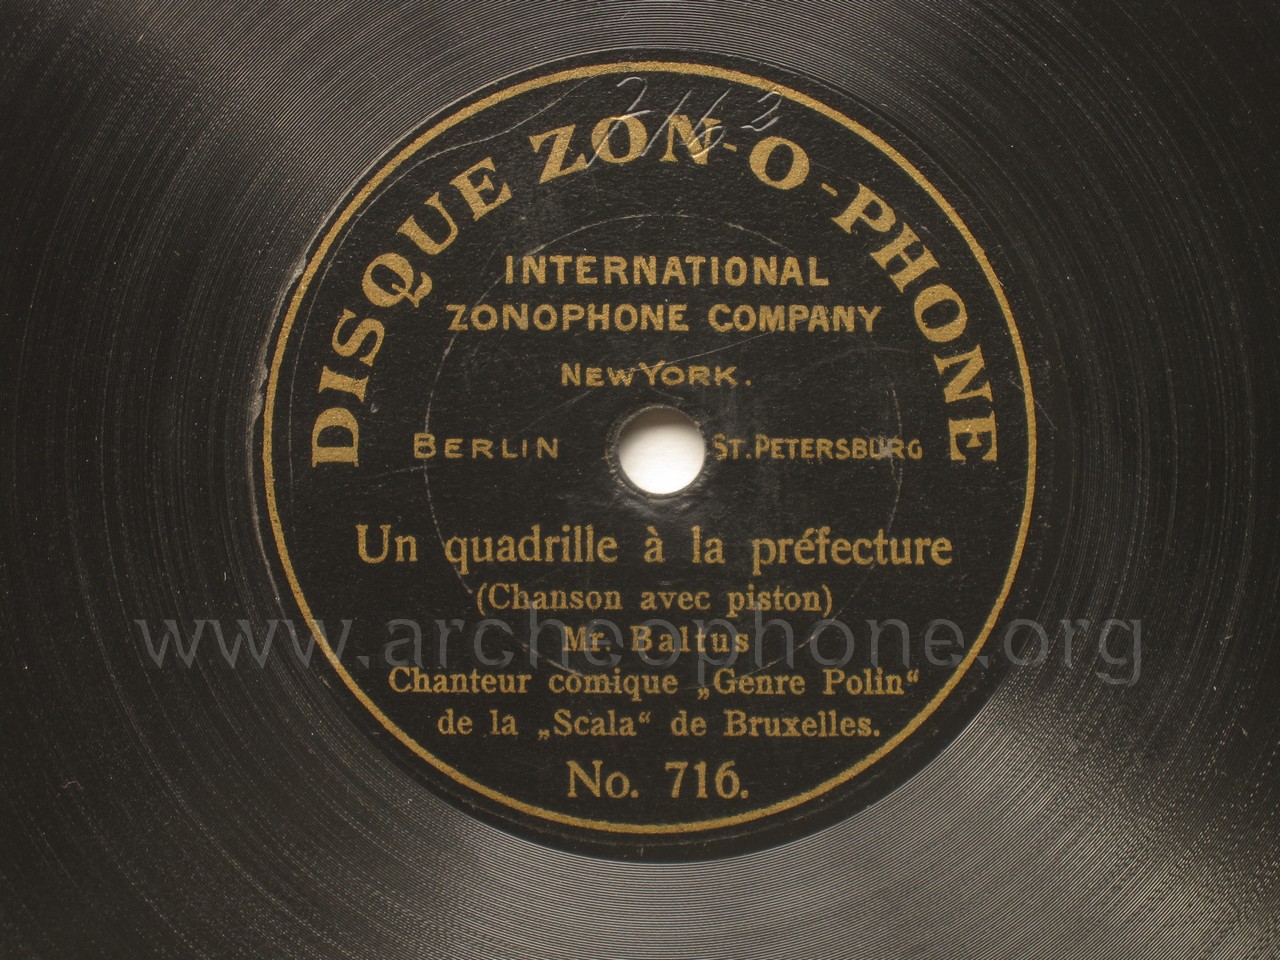 2162
DISQUE ZON-O-PHONE
INTERNATIONAL
ZONOPHONE COMPANY
NEW YORK.
BERLIN ST. PETERSBURG
Un quadrille à la préfecture
(Chanson avec piston)
www.archeophone.org
Mr. Baltus
Chanteur comique „Genre Polin“
de la „Scala“ de Bruxelles.
No. 716.